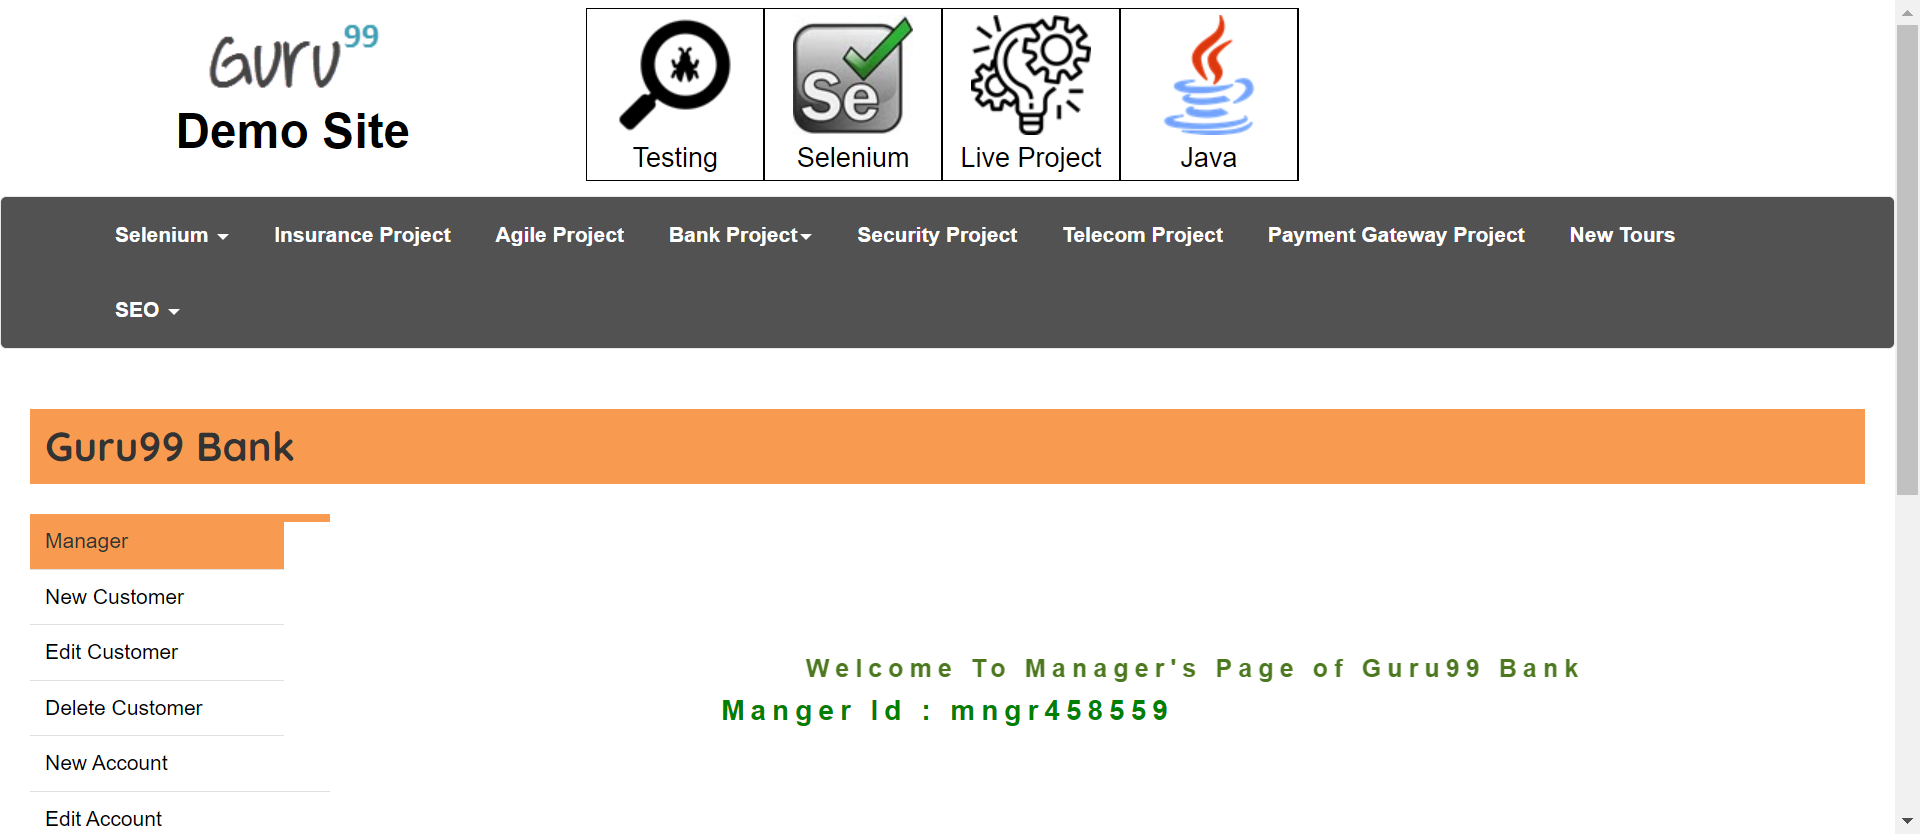 Guru99
Demo Site
Se
Testing
Selenium
Live Project
Java
Selenium
Insurance Project
Agile Project
Bank Project
Security Project
Telecom Project
Payment Gateway Project
New Tours
SEO
Guru99 Bank
Manager
New Customer
Edit Customer
Delete Customer
New Account
Edit Account
Welcome To Manager's Page of Guru99 Bank
Manger Id : mngr458559